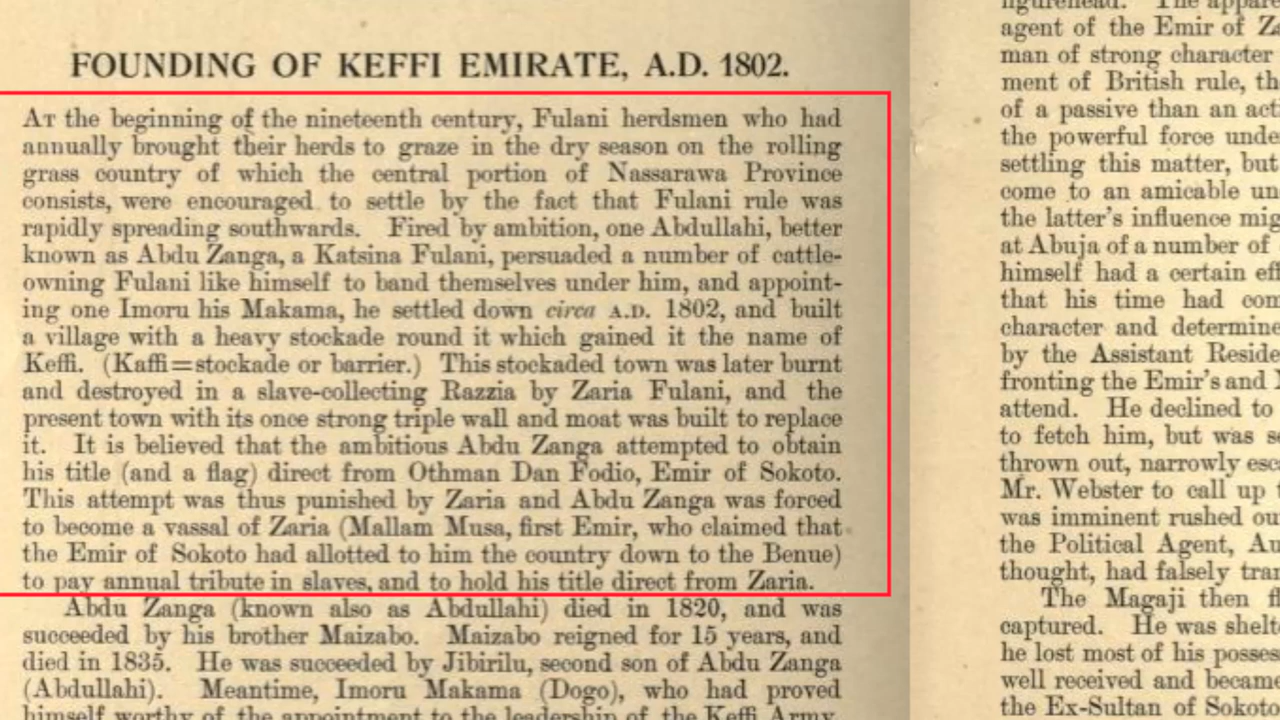 FOUNDING OF KEFFI EMIRATE, A.D. 1802.
AT the beginning of the nineteenth century, Fulani herdsmen who had
annually brought their herds to graze in the dry season on the rolling
grass country of which the central portion of Nassarawa Province
consists, were encouraged to settle by the fact that Fulani rule was
rapidly spreading southwards. Fired by ambition, one Abdullahi, better
known as Abdu Zanga, a Katsina Fulani, persuaded a number of cattle-
owning Fulani like himself to band themselves under him, and appoint-
ing one Imoru his Makama, he settled down circa A.D. 1802, and built
a village with a heavy stockade round it which gained it the name of
Keffi. (Kaffi=stockade or barrier.) This stockaded town was later burnt
and destroyed in a slave-collecting Razzia by Zaria Fulani, and the
present town with its once strong triple wall and moat was built to replace
it. It is believed that the ambitious Abdu Zanga attempted to obtain
his title (and a flag) direct from Othman Dan Fodio, Emir of Sokoto.
This attempt was thus punished by Zaria and Abdu Zanga was forced
to become a vassal of Zaria (Mallam Musa, first Emir, who claimed that
the Emir of Sokoto had allotted to him the country down to the Benue)
to pay annual tribute in slaves, and to hold his title direct from Zaria.
Abdu Zanga (known also as Abdullahi) died in 1820, and was
succeeded by his brother Maizabo. Maizabo reigned for 15 years, and
died in 1835. He was succeeded by Jibirilu, second son of Abdu Zanga
(Abdullahi). Meantime, Imoru Makama (Dogo), who had proved
himself worthy of the appointment to the leadership of the Keffi Army,
figurehead. The
agent of the Emir of
man of strong character
ment of British rule,
of a passive than an
the powerful force
settling this matter, but
come to an amicable
the latter's influence
at Abuja of a number of
himself had a certain
that his time had
character and
by the Assistant
fronting the Emir's and
attend. He declined to
to fetch him, but was
thrown out, narrowly
Mr. Webster to call up
was imminent rushed
the Political Agent,
thought, had falsely
The Magaji then
captured. He was
he lost most of his
well received and became
the Ex-Sultan of Sokoto